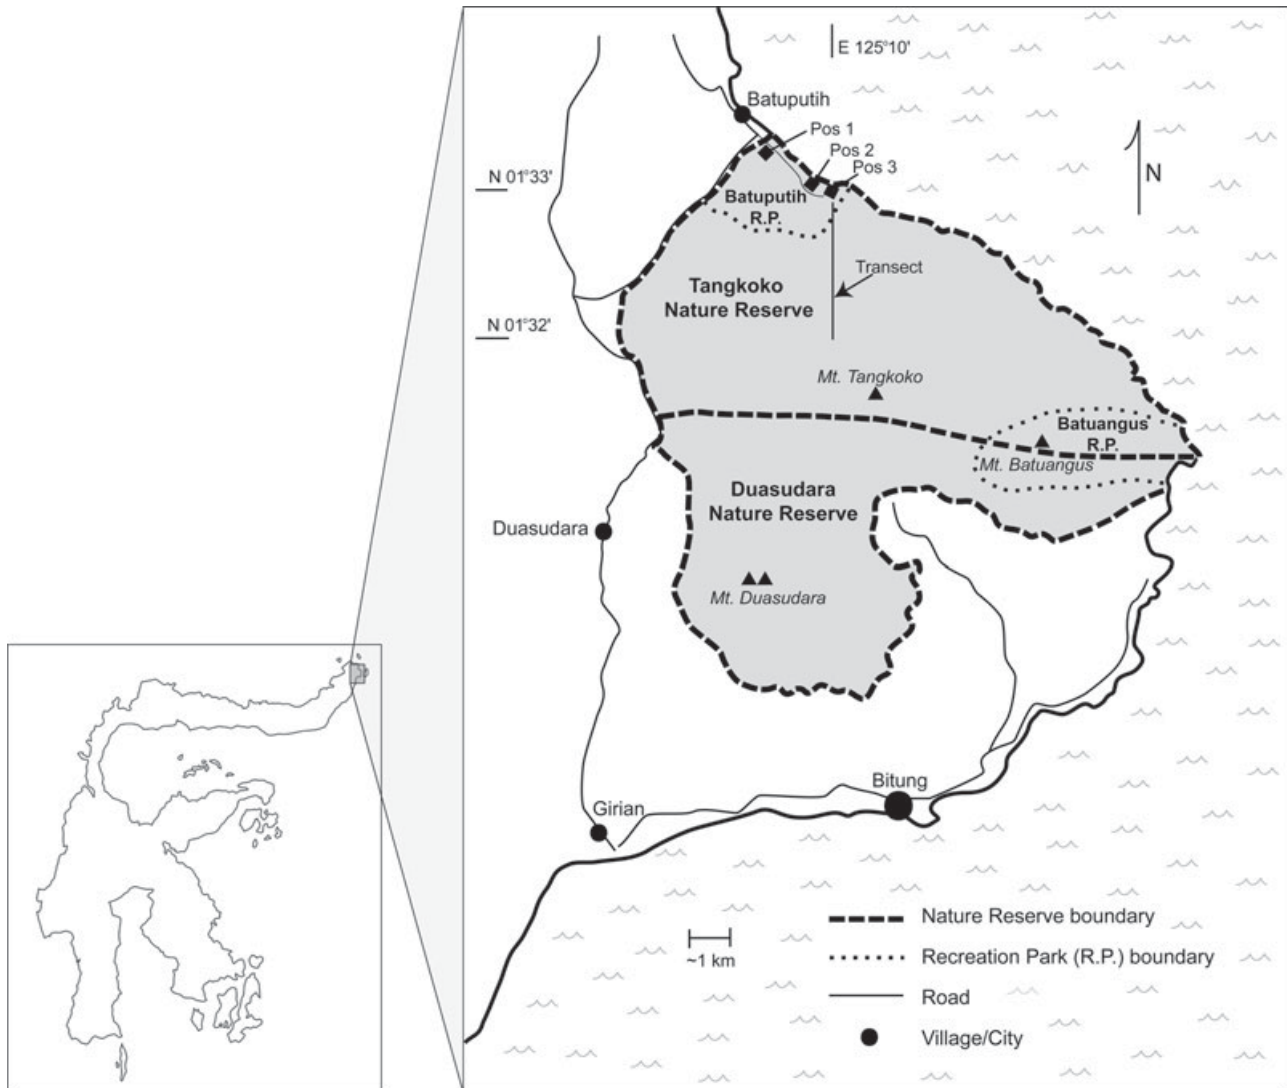 E 125°10'
Batuputih
Pos 1
Pos 2
Pos 3
N 01°33'
N
Batuputih
R.P.
Transect
Tangkoko
Nature Reserve
N 01°32'
Mt. Tangkoko
Batuangus
R.P.
Mt. Batuangus
Duasudara
Nature Reserve
Duasudara
Mt. Duasudara
Bitung
Girian
~1 km
Nature Reserve boundary
Recreation Park (R.P.) boundary
Road
Village/City